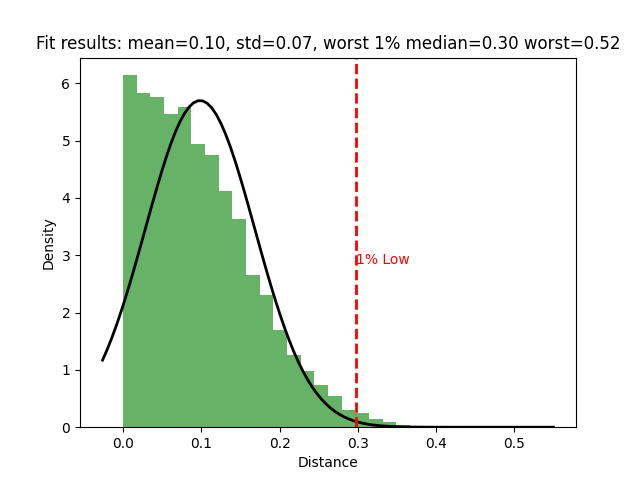 Fit results: mean=0.10, std=0.07, worst 1% median=0.30 worst=0.52
6
5
4
3
2
1
0
Density
1% Low
0.0 0.1 0.2 0.3 0.4 0.5
Distance